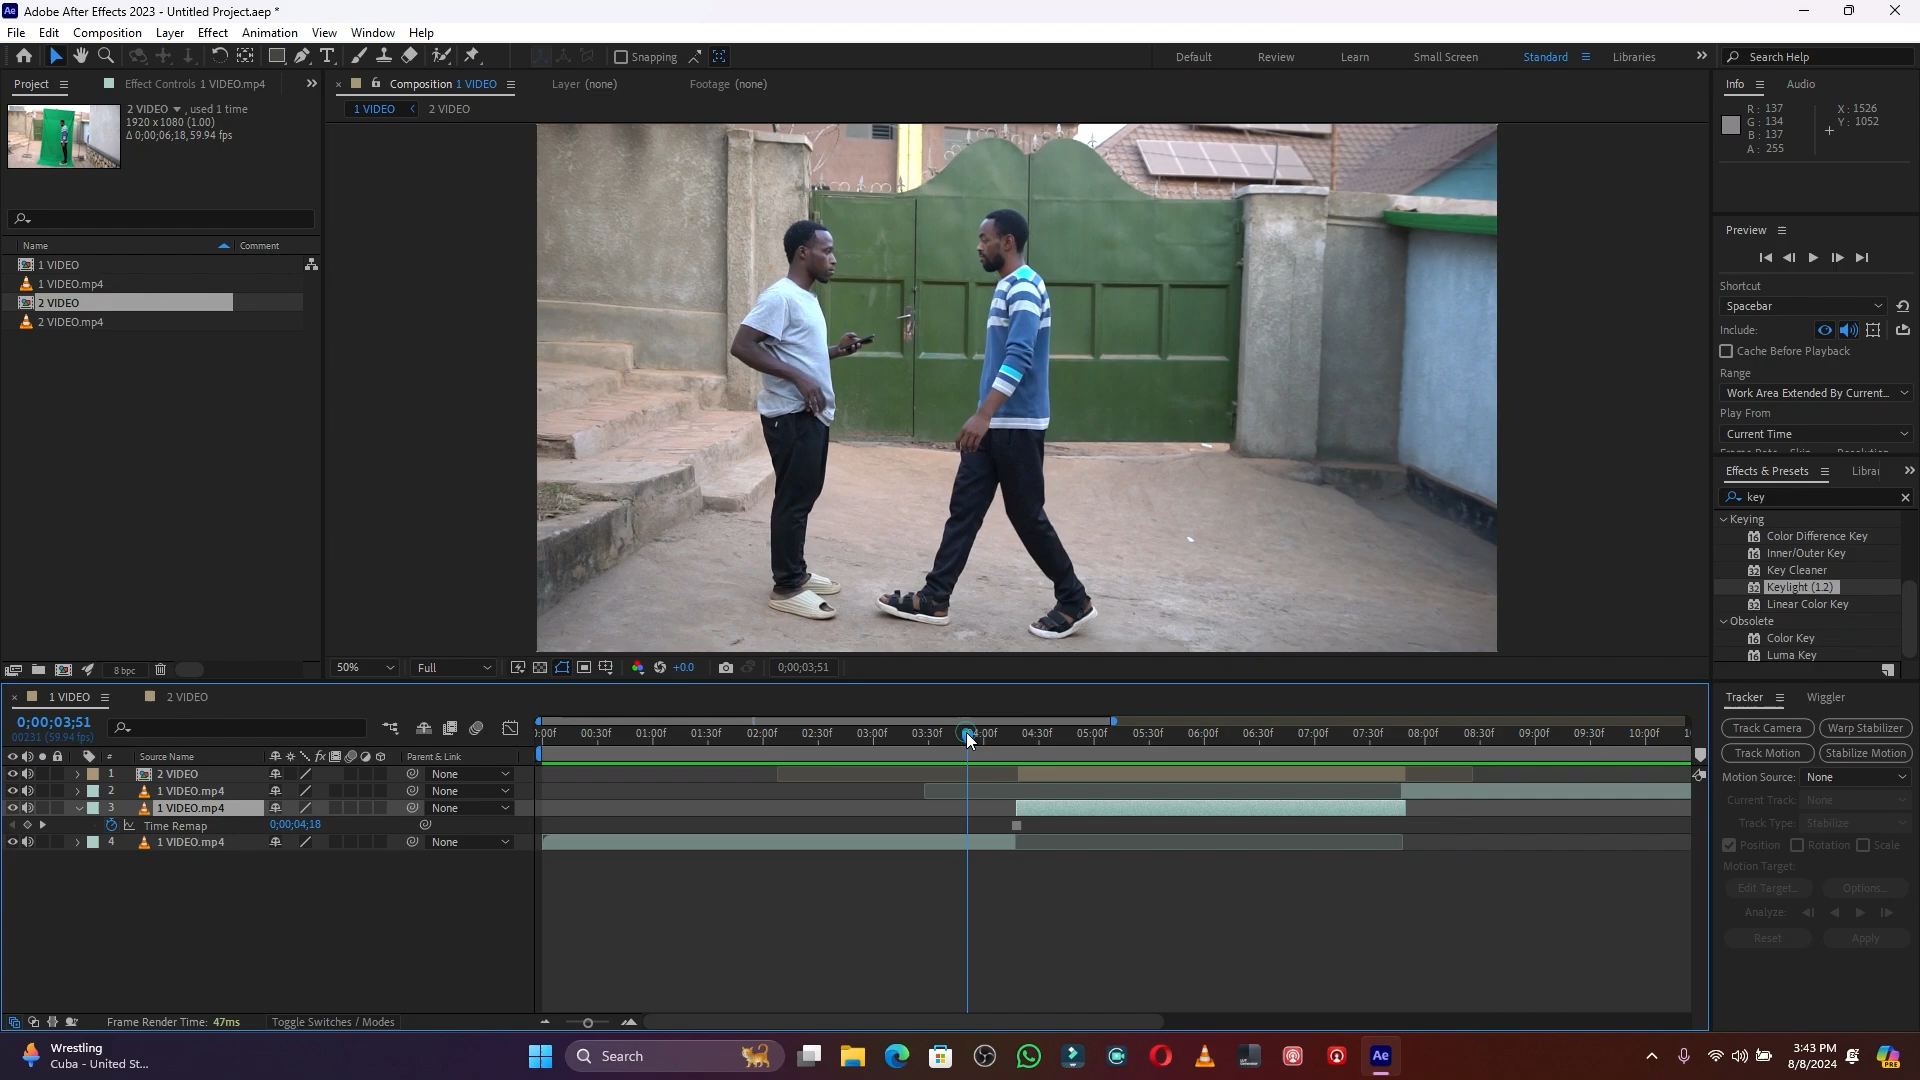 Adobe After Effects 2023 - Untitled Project.aep *
File Edit Composition Layer Effect Animation View Window Help
Snapping
Default Review Learn Small Screen Standard Libraries
Search Help
Project
Effect Controls 1 VIDEO.mp4
2 VIDEO , used 1 time
1920 x 1080 (1.00)
Δ 0;00;06;18, 59.94 fps
Name Comment
1 VIDEO
1 VIDEO.mp4
2 VIDEO
2 VIDEO.mp4
8 bpc
Composition 1 VIDEO
Layer (none)
Footage (none)
1 VIDEO 2 VIDEO
50% Full +0.0 0;00;03;51
Info Audio
R : 137
G : 134
B : 137
A : 255
X : 1526
Y : 1052
Preview
Shortcut
Spacebar
Include:
Cache Before Playback
Range
Work Area Extended By Current...
Play From
Current Time
Effects & Presets Librar
key
Keying
Color Difference Key
Inner/Outer Key
Key Cleaner
Keylight (1.2)
Linear Color Key
Obsolete
Color Key
Luma Key
1 VIDEO 2 VIDEO
0;00;03;51
00231 (59.94 fps)
:00f 00:30f 01:00f 01:30f 02:00f 02:30f 03:00f 03:30f 04:00f 04:30f 05:00f 05:30f 06:00f 06:30f 07:00f 07:30f 08:00f 08:30f 09:00f 09:30f 10:00f
# Source Name fx Parent & Link
1 2 VIDEO None
2 1 VIDEO.mp4 None
3 1 VIDEO.mp4 None
Time Remap 0;00;04;18
4 1 VIDEO.mp4 None
Frame Render Time: 47ms Toggle Switches / Modes
Tracker Wiggler
Track Camera Warp Stabilizer
Track Motion Stabilize Motion
Motion Source: None
Current Track: None
Track Type: Stabilize
Position Rotation Scale
Motion Target:
Edit Target... Options...
Analyze:
Reset Apply
Wrestling
Cuba - United St...
Search
Ae
3:43 PM
8/8/2024